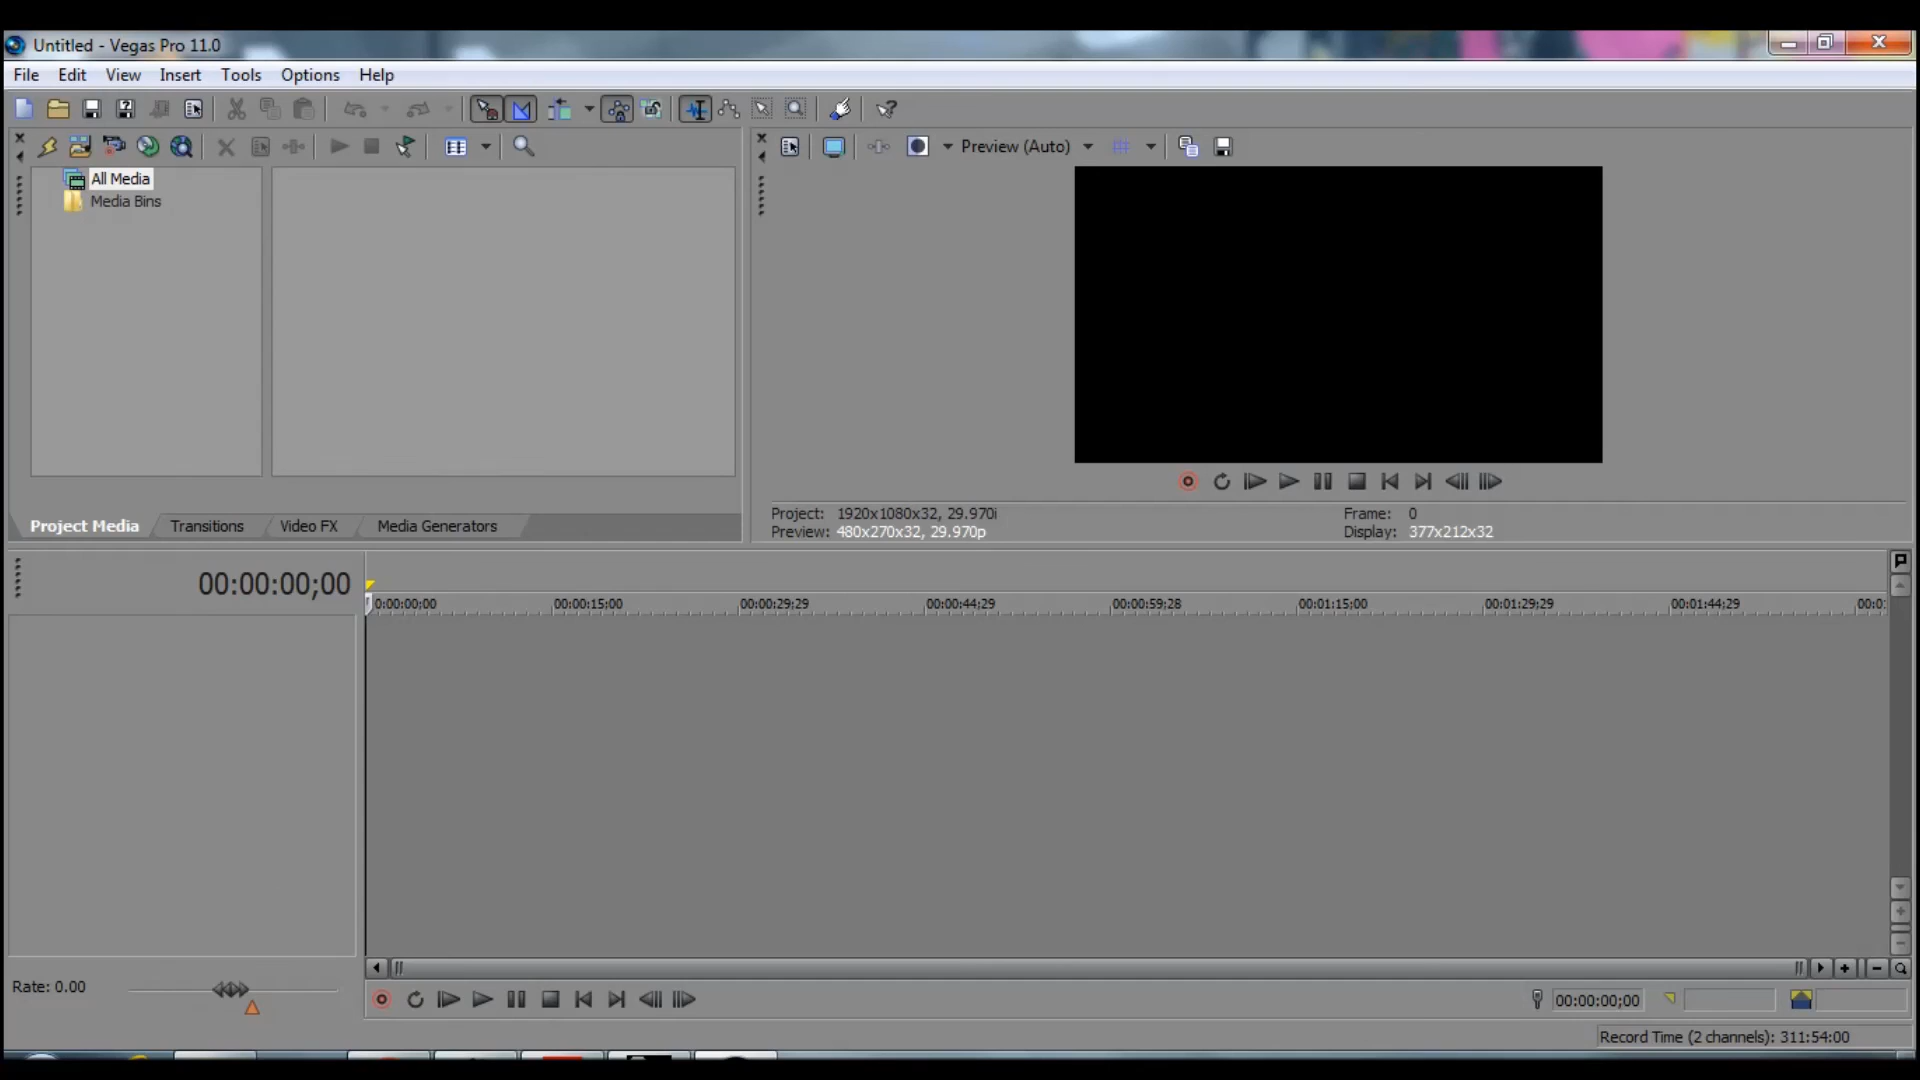 Untitled - Vegas Pro 11.0
File Edit View Insert Tools Options Help
Preview (Auto)
All Media
Media Bins
Project: 1920x1080x32, 29.970i
Frame: 0
Preview: 480x270x32, 29.970p
Display: 377x212x32
Project Media Transitions Video FX Media Generators
00:00:00;00
0:00:00;00 00:00:15;00 00:00:29;29 00:00:44;29 00:00:59;28 00:01:15;00 00:01:29;29 00:01:44;29 00:0
Rate: 0.00
00:00:00;00
Record Time (2 channels): 311:54:00